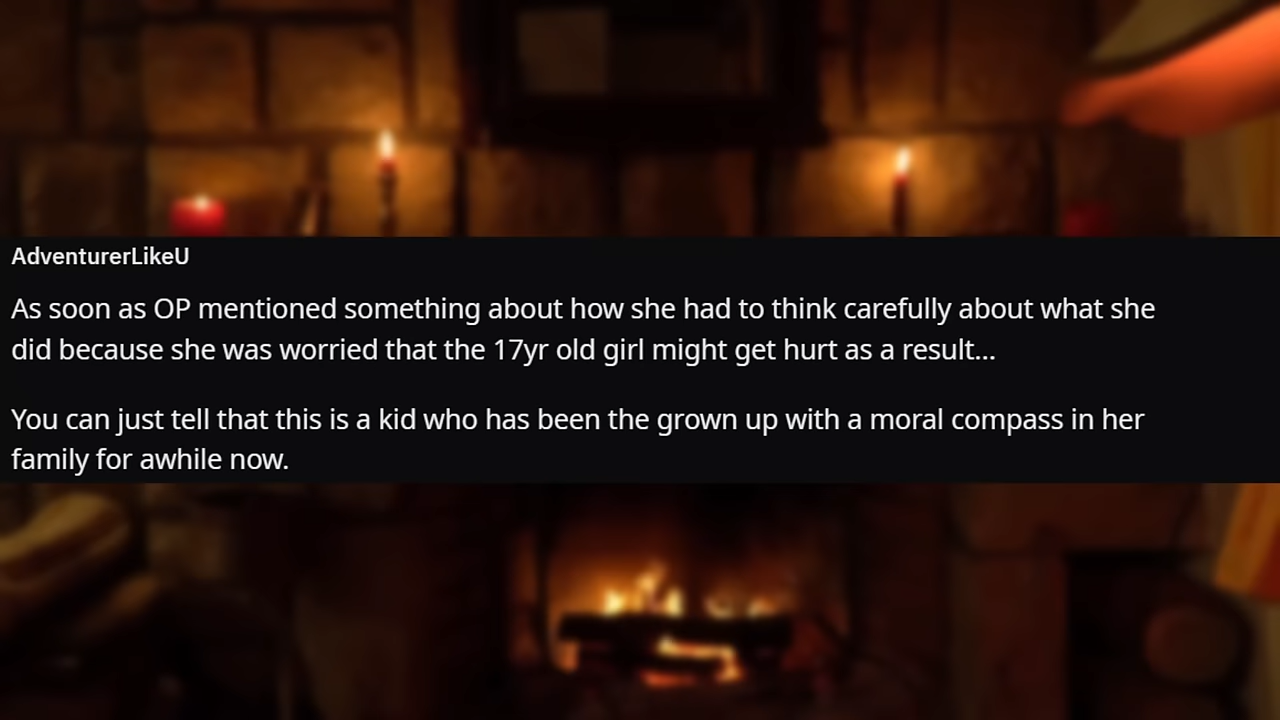 AdventurerLikeU
As soon as OP mentioned something about how she had to think carefully about what she
did because she was worried that the 17yr old girl might get hurt as a result...
You can just tell that this is a kid who has been the grown up with a moral compass in her
family for awhile now.